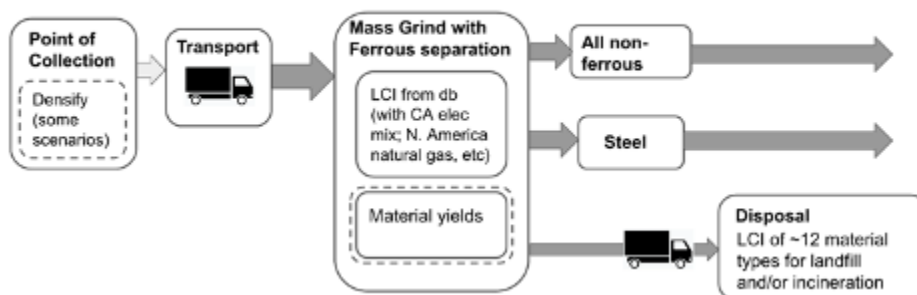 Point of
Collection
Densify
(some
scenarios)
Transport
Mass Grind with
Ferrous separation
LCI from db
(with CA elec
mix; N. America
natural gas, etc)
Material yields
All non-
ferrous
Steel
Disposal
LCI of ~12 material
types for landfill
and/or incineration